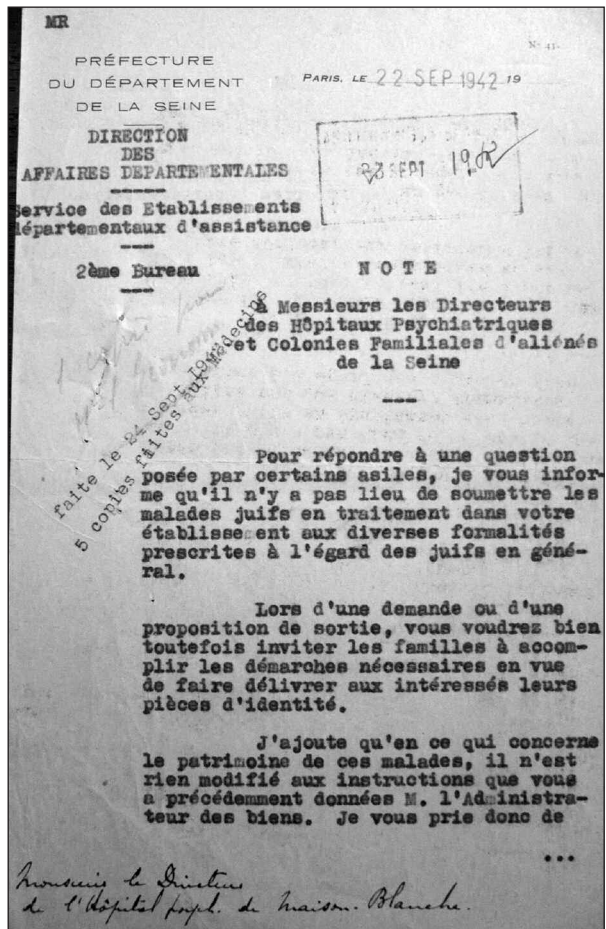 MR
N° 41.
PRÉFECTURE
DU DÉPARTEMENT
DE LA SEINE
PARIS, LE 22 SEP 1942 19
23 SEPT 1942
DIRECTION
DES
AFFAIRES DEPARTEMENTALES
Service des Etablissements
départementaux d'assistance
2ème Bureau
N O T E
à Messieurs les Directeurs
des Hôpitaux Psychiatriques
et Colonies Familiales d'aliénés
de la Seine
1 copie pour
faite le 24 Sept 1942
5 copies faites aux Médecins
Pour répondre à une question
posée par certains asiles, je vous infor-
me qu'il n'y a pas lieu de soumettre les
malades juifs en traitement dans votre
établissement aux diverses formalités
prescrites à l'égard des juifs en géné-
ral.
Lors d'une demande ou d'une
proposition de sortie, vous voudrez bien
toutefois inviter les familles à accom-
plir les démarches nécessaires en vue
de faire délivrer aux intéressés leurs
pièces d'identité.
J'ajoute qu'en ce qui concerne
le patrimoine de ces malades, il n'est
rien modifié aux instructions que vous
a précédemment données M. l'Administra-
teur des biens. Je vous prie donc de
...
Monsieur le Directeur
de l'Hôpital psych. de Maison-Blanche.